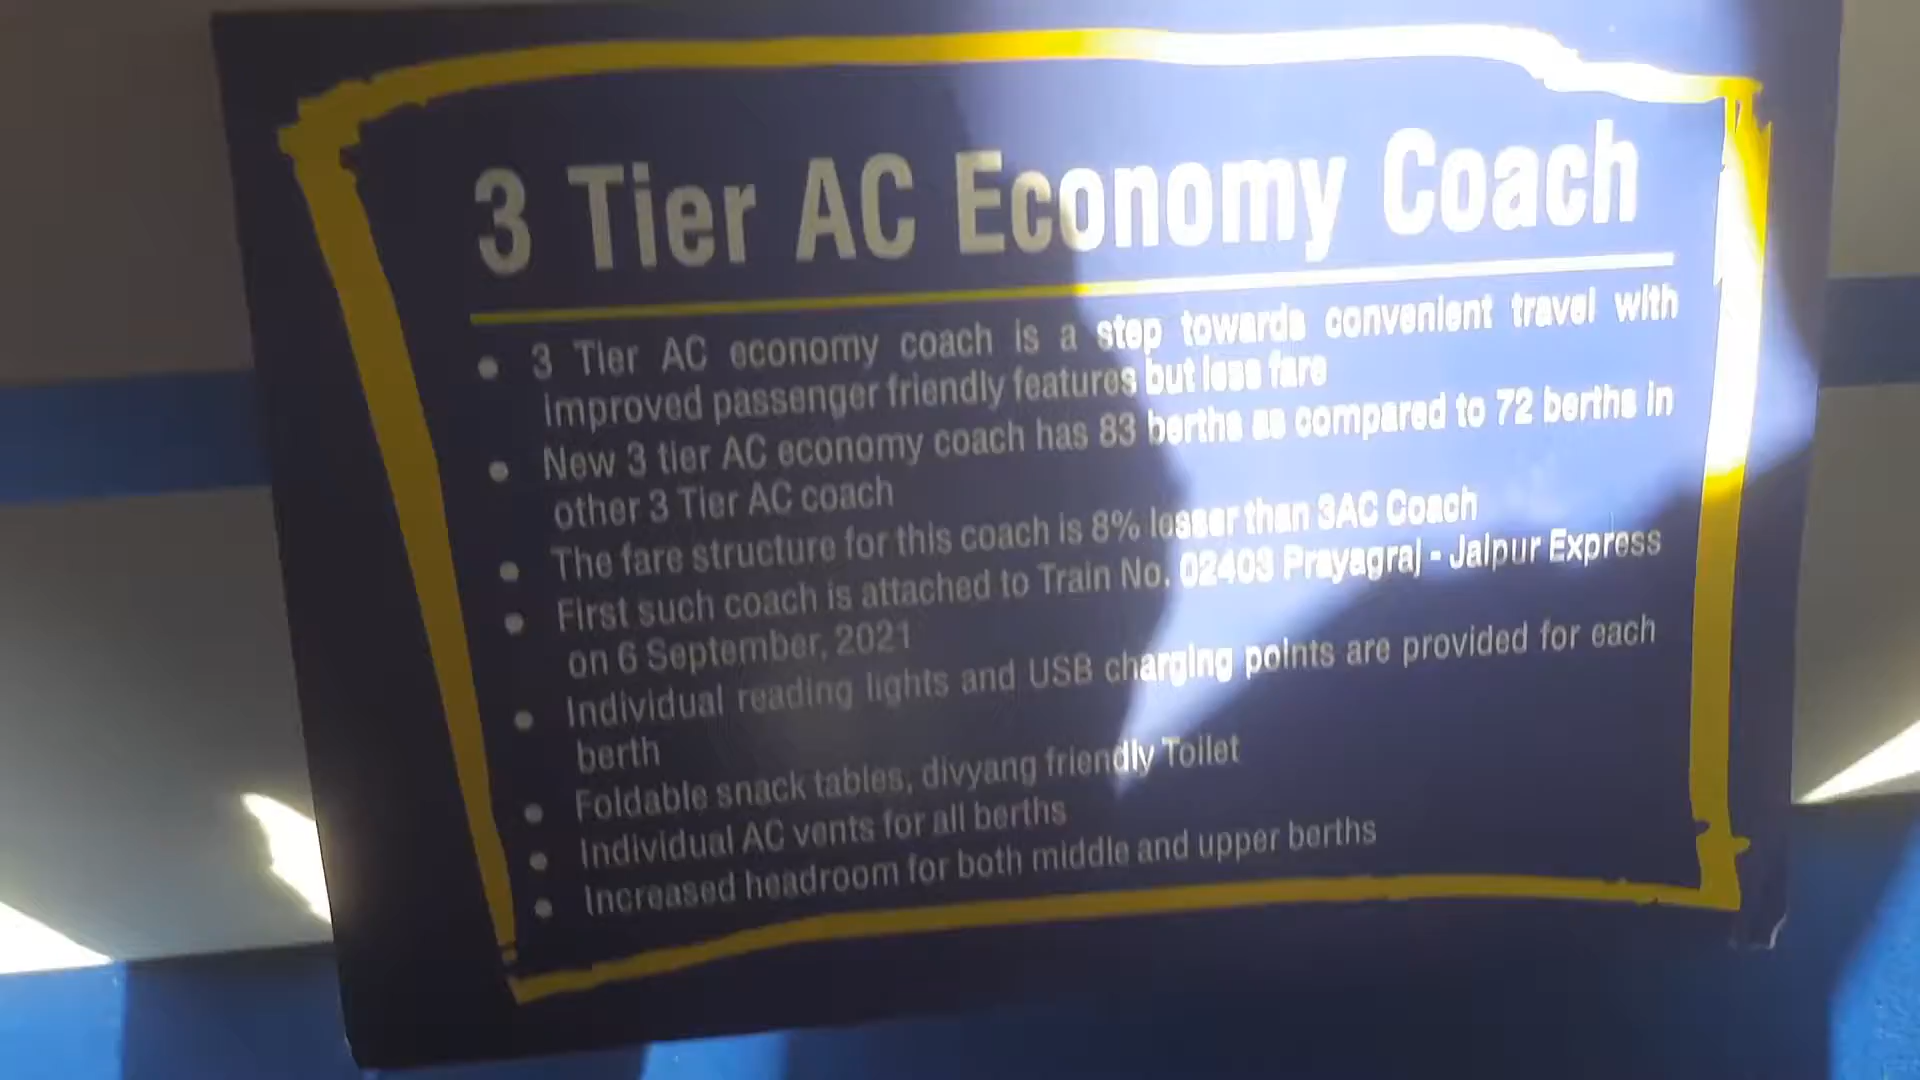 3 Tier AC Economy Coach
• 3 Tier AC economy coach is a step towards convenient travel with
improved passenger friendly features but less fare
• New 3 tier AC economy coach has 83 berths as compared to 72 berths in
other 3 Tier AC coach
• The fare structure for this coach is 8% lesser than 3AC Coach
• First such coach is attached to Train No. 02403 Prayagraj - Jaipur Express
on 6 September, 2021
• Individual reading lights and USB charging points are provided for each
berth
• Foldable snack tables, divyang friendly Toilet
• Individual AC vents for all berths
• Increased headroom for both middle and upper berths